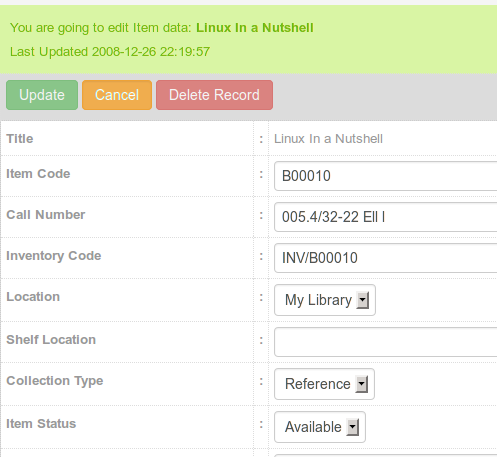 You are going to edit Item data: Linux In a Nutshell
Last Updated 2008-12-26 22:19:57
Update Cancel Delete Record
Title : Linux In a Nutshell
Item Code : B00010
Call Number : 005.4/32-22 Ell l
Inventory Code : INV/B00010
Location : My Library
Shelf Location :
Collection Type : Reference
Item Status : Available